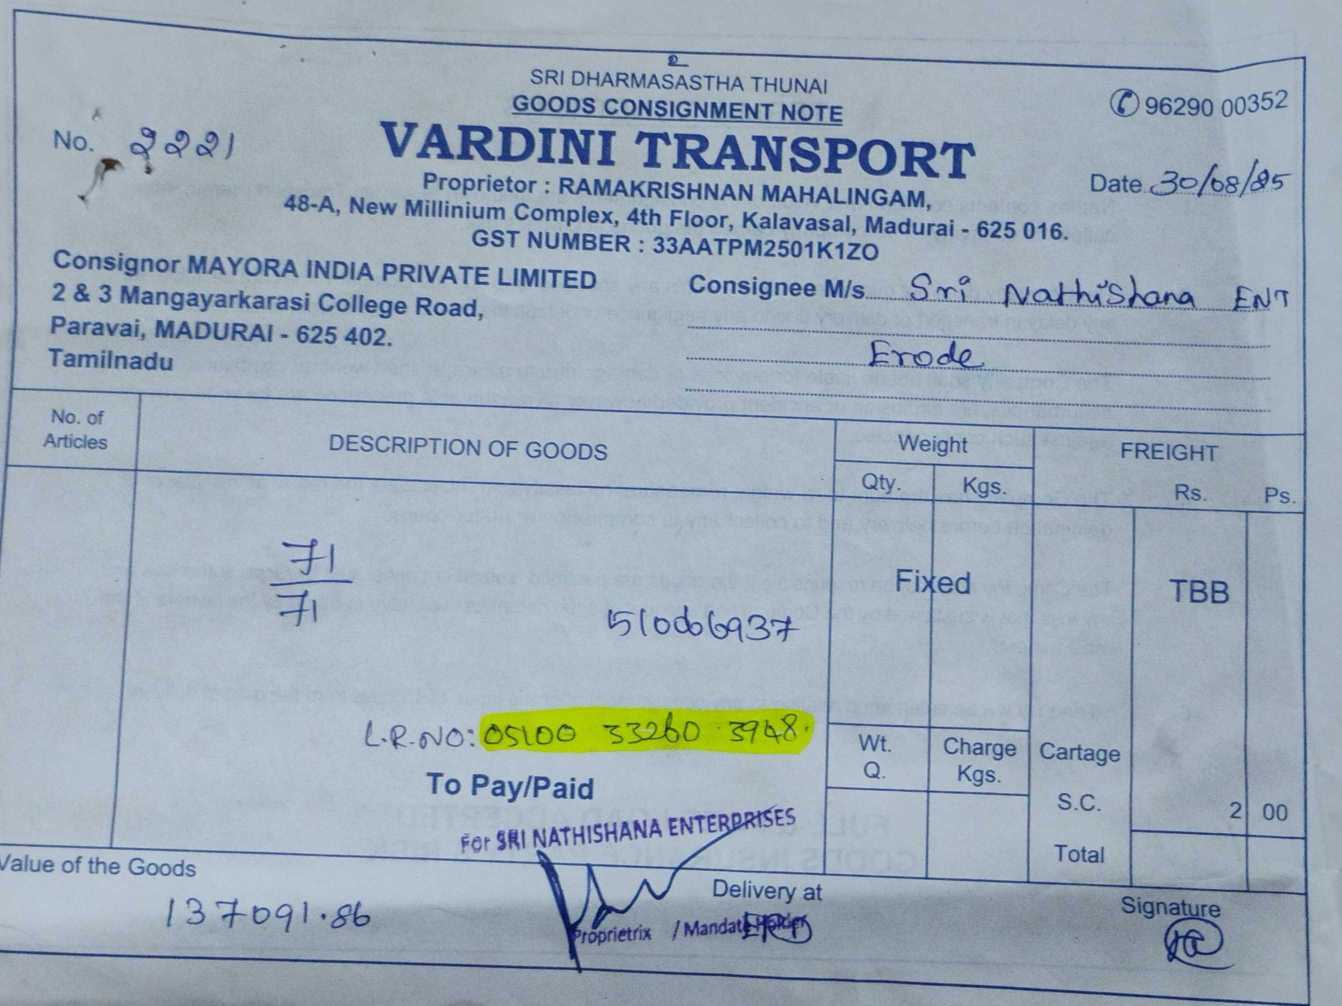 SRI DHARMASASTHA THUNAI
GOODS CONSIGNMENT NOTE
✆ 96290 00352
No. 2221
VARDINI TRANSPORT
Date 30/08/25
Proprietor : RAMAKRISHNAN MAHALINGAM,
48-A, New Millinium Complex, 4th Floor, Kalavasal, Madurai - 625 016.
GST NUMBER : 33AATPM2501K1ZO
Consignor MAYORA INDIA PRIVATE LIMITED
2 & 3 Mangayarkarasi College Road,
Paravai, MADURAI - 625 402.
Tamilnadu
Consignee M/s. Sri Nathishana ENT
Erode
No. of Articles
DESCRIPTION OF GOODS
Weight
FREIGHT
Qty. Kgs.
Rs. Ps.
71
71
51006937
Fixed
TBB
L.R.NO: 05100 33260 3948.
To Pay/Paid
Wt. Q.
Charge Kgs.
Cartage
S.C. 2 00
Total
For SRI NATHISHANA ENTERPRISES
Value of the Goods
137091.86
Proprietrix / Mandate Holder
Delivery at
Signature